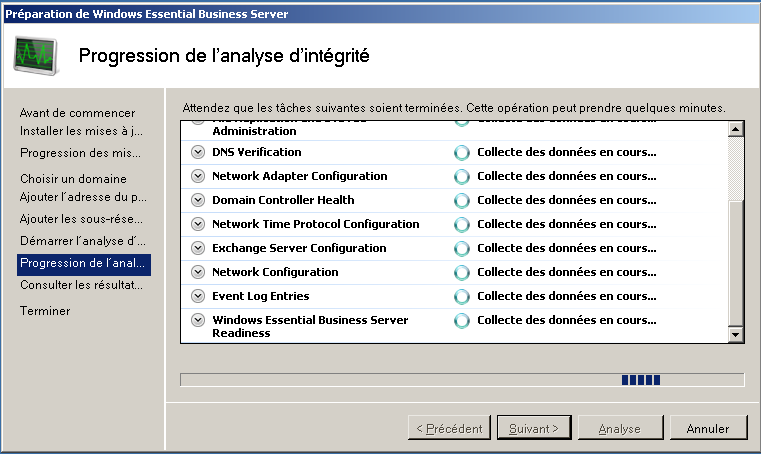 Préparation de Windows Essential Business Server
Progression de l'analyse d'intégrité
Avant de commencer
Installer les mises à j...
Progression des mis...
Choisir un domaine
Ajouter l'adresse du p...
Ajouter les sous-rése...
Démarrer l'analyse d'...
Progression de l'anal...
Consulter les résultat...
Terminer
Attendez que les tâches suivantes soient terminées. Cette opération peut prendre quelques minutes.
Administration
DNS Verification Collecte des données en cours...
Network Adapter Configuration Collecte des données en cours...
Domain Controller Health Collecte des données en cours...
Network Time Protocol Configuration Collecte des données en cours...
Exchange Server Configuration Collecte des données en cours...
Network Configuration Collecte des données en cours...
Event Log Entries Collecte des données en cours...
Windows Essential Business Server Collecte des données en cours...
Readiness
< Précédent Suivant > Analyse Annuler